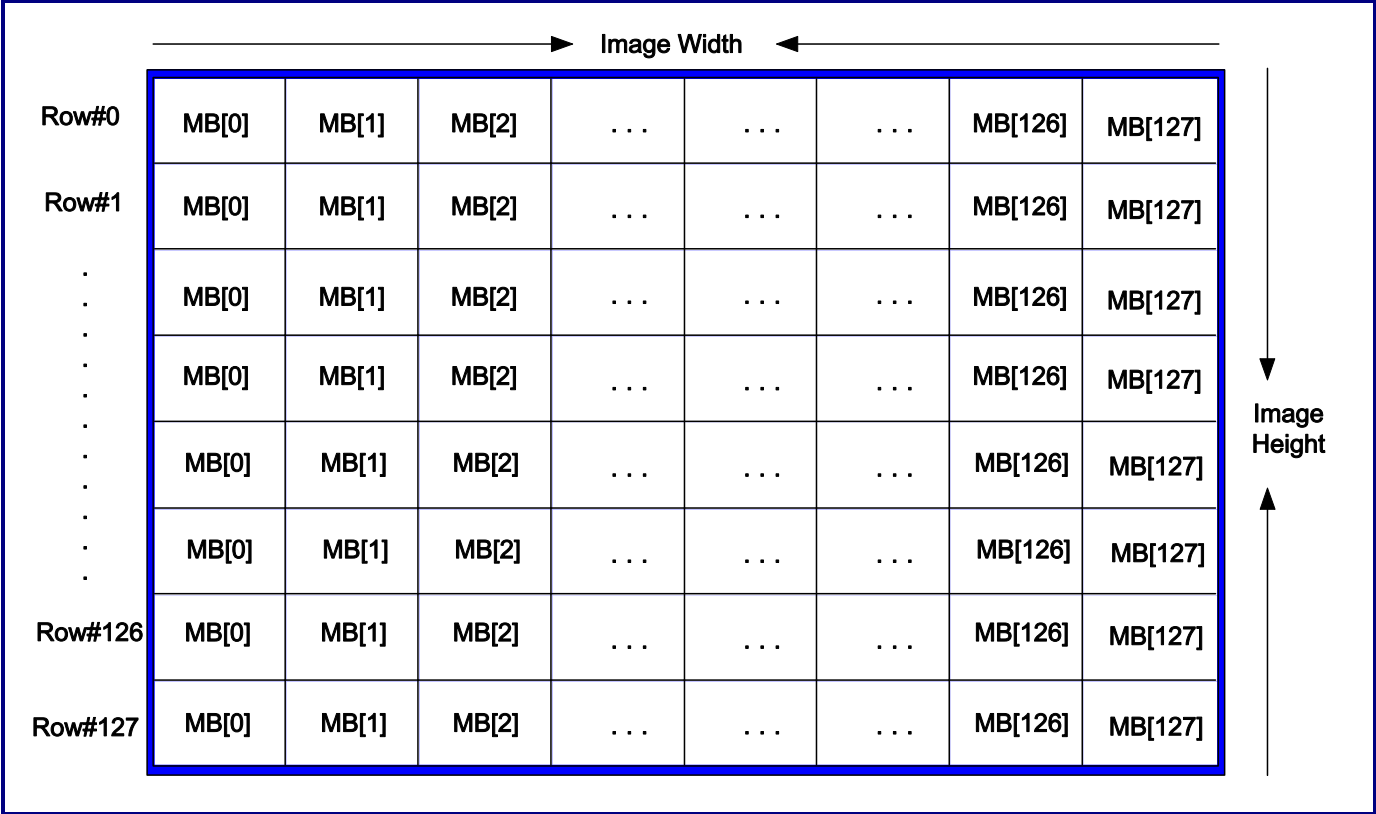 Image Width
Row#0 MB[0] MB[1] MB[2] . . . . . . . . . MB[126] MB[127]
Row#1 MB[0] MB[1] MB[2] . . . . . . . . . MB[126] MB[127]
. MB[0] MB[1] MB[2] . . . . . . . . . MB[126] MB[127]
. MB[0] MB[1] MB[2] . . . . . . . . . MB[126] MB[127]
. MB[0] MB[1] MB[2] . . . . . . . . . MB[126] MB[127]
. MB[0] MB[1] MB[2] . . . . . . . . . MB[126] MB[127]
Row#126 MB[0] MB[1] MB[2] . . . . . . . . . MB[126] MB[127]
Row#127 MB[0] MB[1] MB[2] . . . . . . . . . MB[126] MB[127]
Image
Height